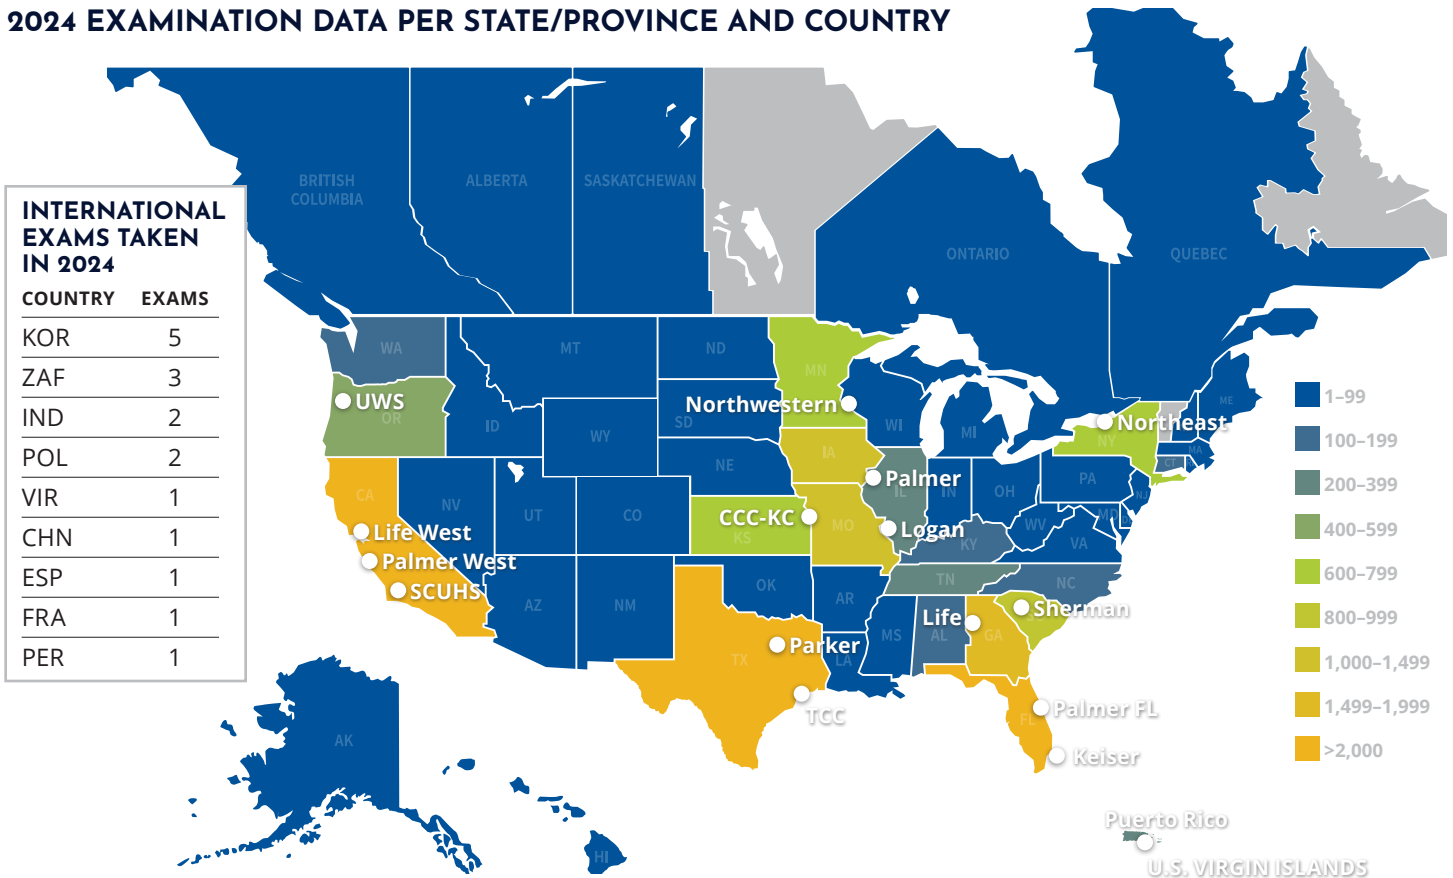 2024 EXAMINATION DATA PER STATE/PROVINCE AND COUNTRY
BRITISH
COLUMBIA
ALBERTA
SASKATCHEWAN
ONTARIO
QUEBEC
INTERNATIONAL
EXAMS TAKEN
IN 2024
COUNTRY EXAMS
KOR 5
ZAF 3
IND 2
POL 2
VIR 1
CHN 1
ESP 1
FRA 1
PER 1
WA
MT
ND
MN
UWS
OR
ID
WY
SD
Northwestern
WI
MI
Northeast
NY
ME
MA
CT
CA
NV
UT
CO
NE
IA
Palmer
IL
IN
OH
PA
NJ
MD
WV
VA
Life West
Palmer West
SCUHS
CCC-KC
KS
MO
Logan
KY
AZ
NM
OK
AR
TN
NC
Sherman
Life
MS
AL
GA
Parker
TX
LA
TCC
Palmer FL
FL
Keiser
AK
HI
Puerto Rico
U.S. VIRGIN ISLANDS
1–99
100–199
200–399
400–599
600–799
800–999
1,000–1,499
1,499–1,999
>2,000